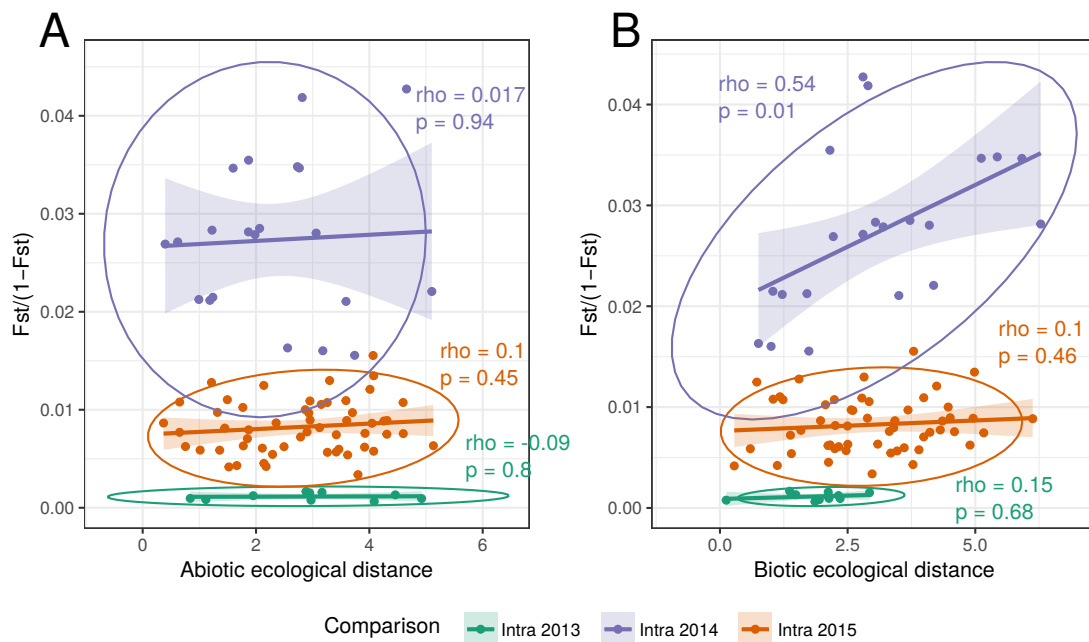 A
B
rho = 0.017
p = 0.94
rho = 0.1
p = 0.45
rho = -0.09
p = 0.8
0.04
0.03
0.02
0.01
0.00
Fst/(1−Fst)
0
2
4
6
Abiotic ecological distance
rho = 0.54
p = 0.01
rho = 0.1
p = 0.46
rho = 0.15
p = 0.68
0.04
0.03
0.02
0.01
0.00
Fst/(1−Fst)
0.0
2.5
5.0
Biotic ecological distance
Comparison
Intra 2013
Intra 2014
Intra 2015